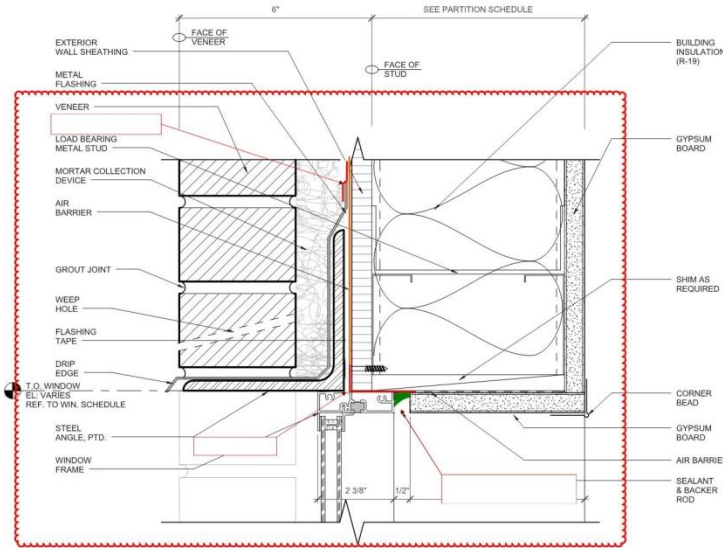 6"
SEE PARTITION SCHEDULE
FACE OF
VENEER
FACE OF
STUD
EXTERIOR
WALL SHEATHING
METAL
FLASHING
VENEER
LOAD BEARING
METAL STUD
MORTAR COLLECTION
DEVICE
AIR
BARRIER
GROUT JOINT
WEEP
HOLE
FLASHING
TAPE
DRIP
EDGE
T.O. WINDOW
EL: VARIES
REF. TO WIN. SCHEDULE
STEEL
ANGLE, PTD.
WINDOW
FRAME
2 3/8"
1/2"
BUILDING
INSULATION
(R-19)
GYPSUM
BOARD
SHIM AS
REQUIRED
CORNER
BEAD
GYPSUM
BOARD
AIR BARRIE
SEALANT
& BACKER
ROD